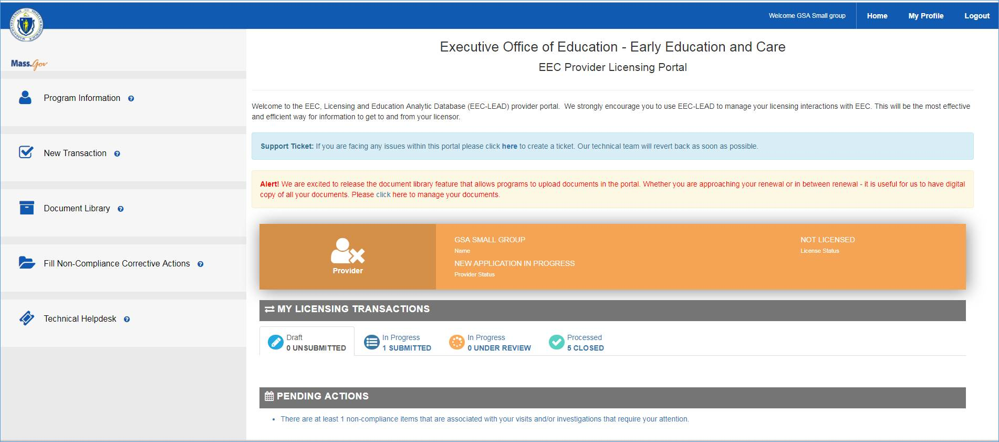 Welcome GSA Small group
Home
My Profile
Logout
Mass.Gov
Program Information
New Transaction
Document Library
Fill Non-Compliance Corrective Actions
Technical Helpdesk
Executive Office of Education - Early Education and Care
EEC Provider Licensing Portal
Welcome to the EEC, Licensing and Education Analytic Database (EEC-LEAD) provider portal.  We strongly encourage you to use EEC-LEAD to manage your licensing interactions with EEC. This will be the most effective
and efficient way for information to get to and from your licensor.
Support Ticket: If you are facing any issues within this portal please click here to create a ticket. Our technical team will revert back as soon as possible.
Alert! We are excited to release the document library feature that allows programs to upload documents in the portal. Whether you are approaching your renewal or in between renewal - it is useful for us to have digital
copy of all your documents. Please click here to manage your documents.
Provider
GSA SMALL GROUP
Name
NEW APPLICATION IN PROGRESS
Provider Status
NOT LICENSED
License Status
MY LICENSING TRANSACTIONS
Draft
0 UNSUBMITTED
In Progress
1 SUBMITTED
In Progress
0 UNDER REVIEW
Processed
5 CLOSED
PENDING ACTIONS
There are at least 1 non-compliance items that are associated with your visits and/or investigations that require your attention.